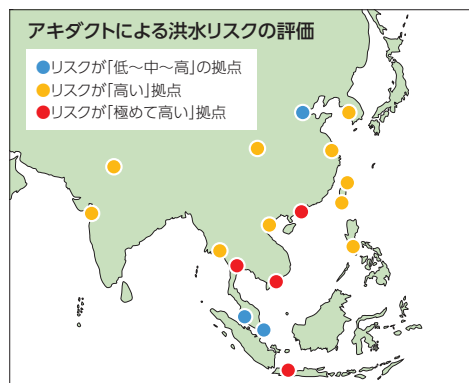 アキダクトによる洪水リスクの評価
リスクが「低～中～高」の拠点
リスクが「高い」拠点
リスクが「極めて高い」拠点